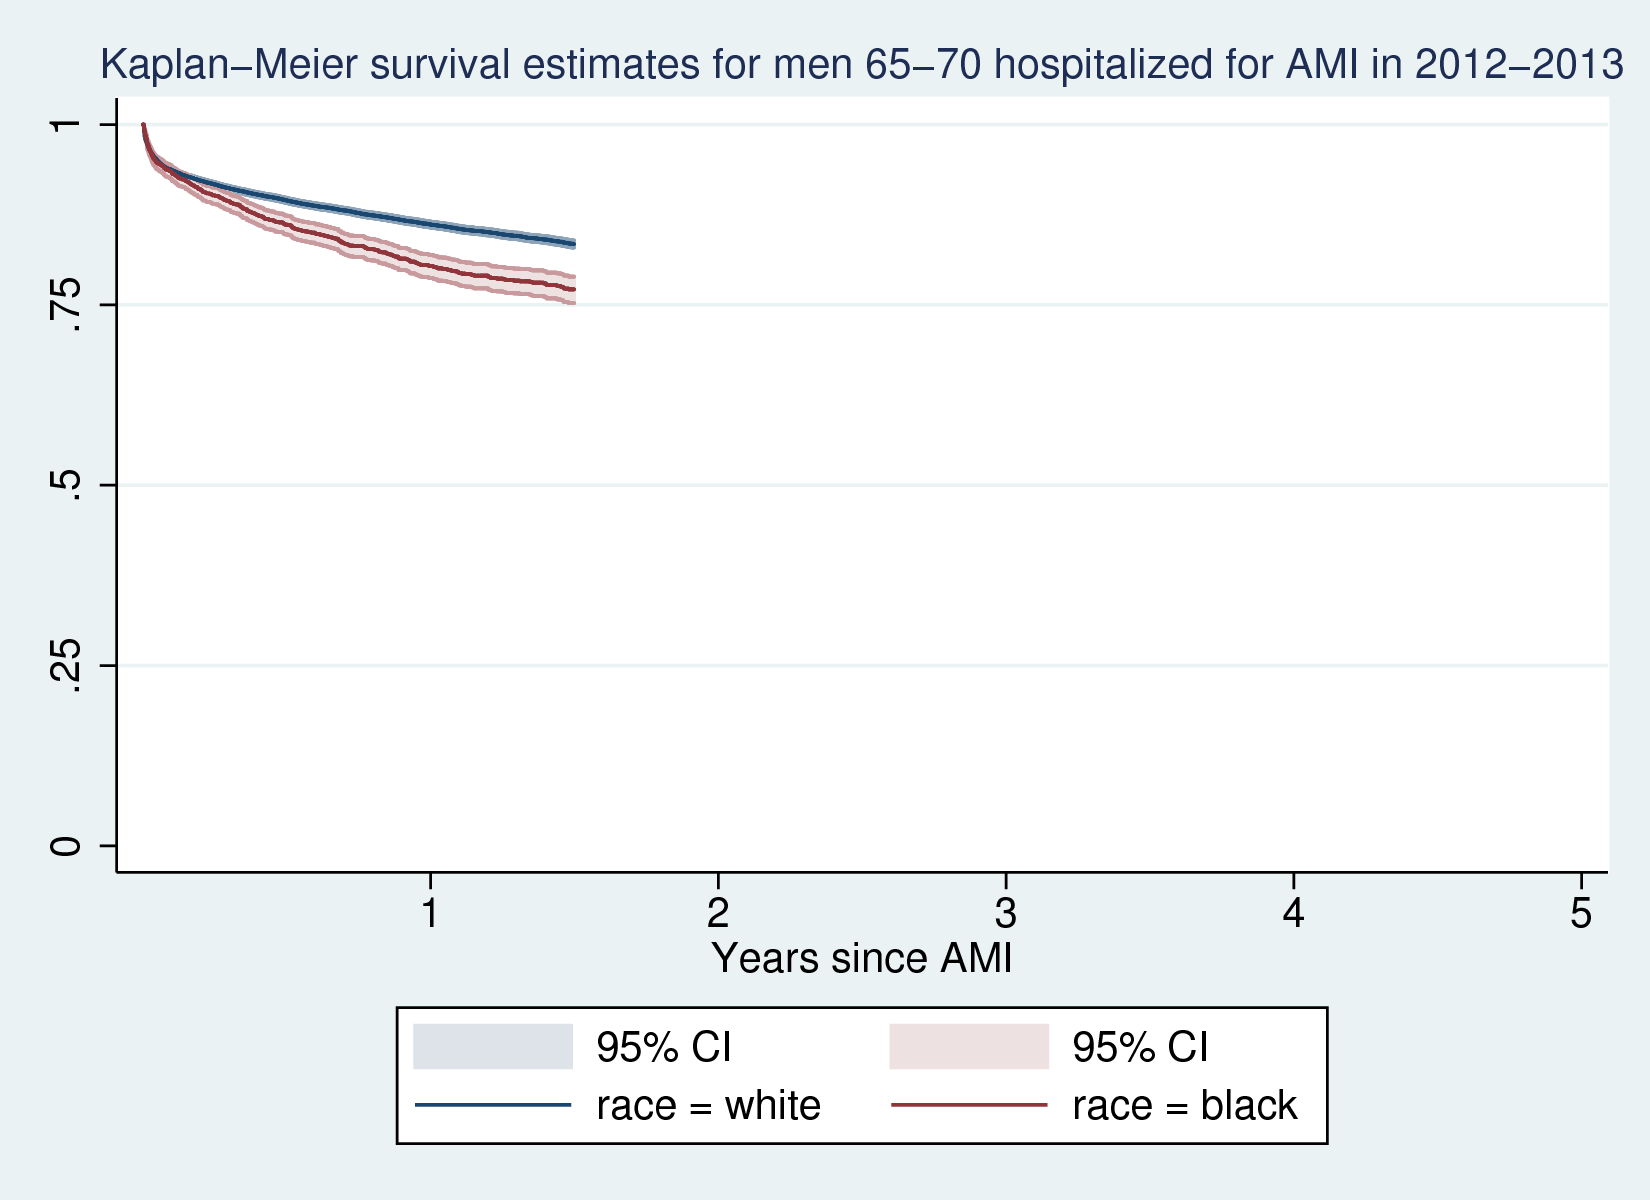 Kaplan–Meier survival estimates for men 65–70 hospitalized for AMI in 2012–2013
1
.75
.5
.25
0
1 2 3 4 5
Years since AMI
95% CI 95% CI
race = white race = black